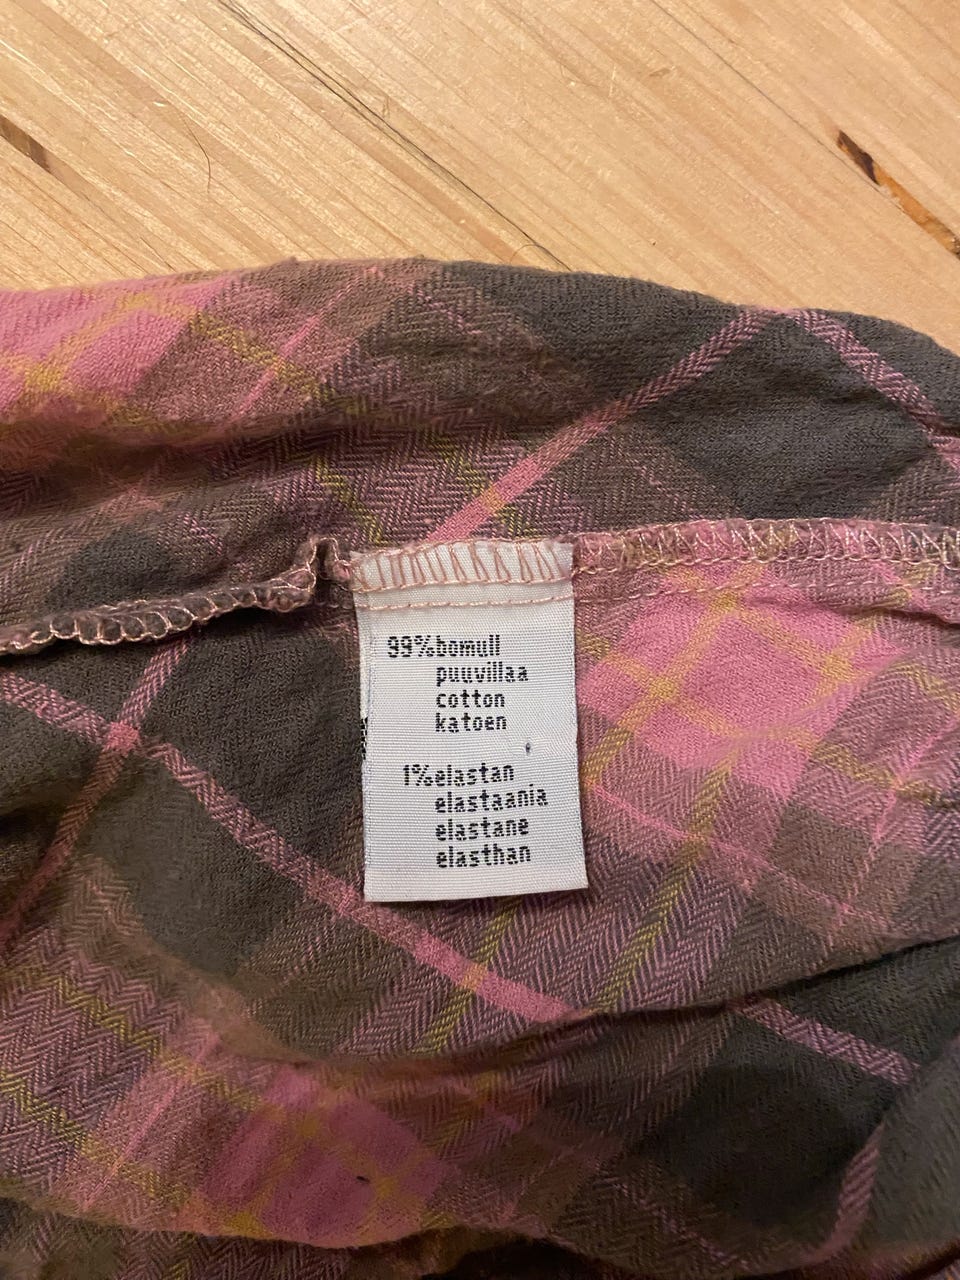 99%bomull
puuvillaa
cotton
katoen
1%elastan
elastaania
elastane
elasthan